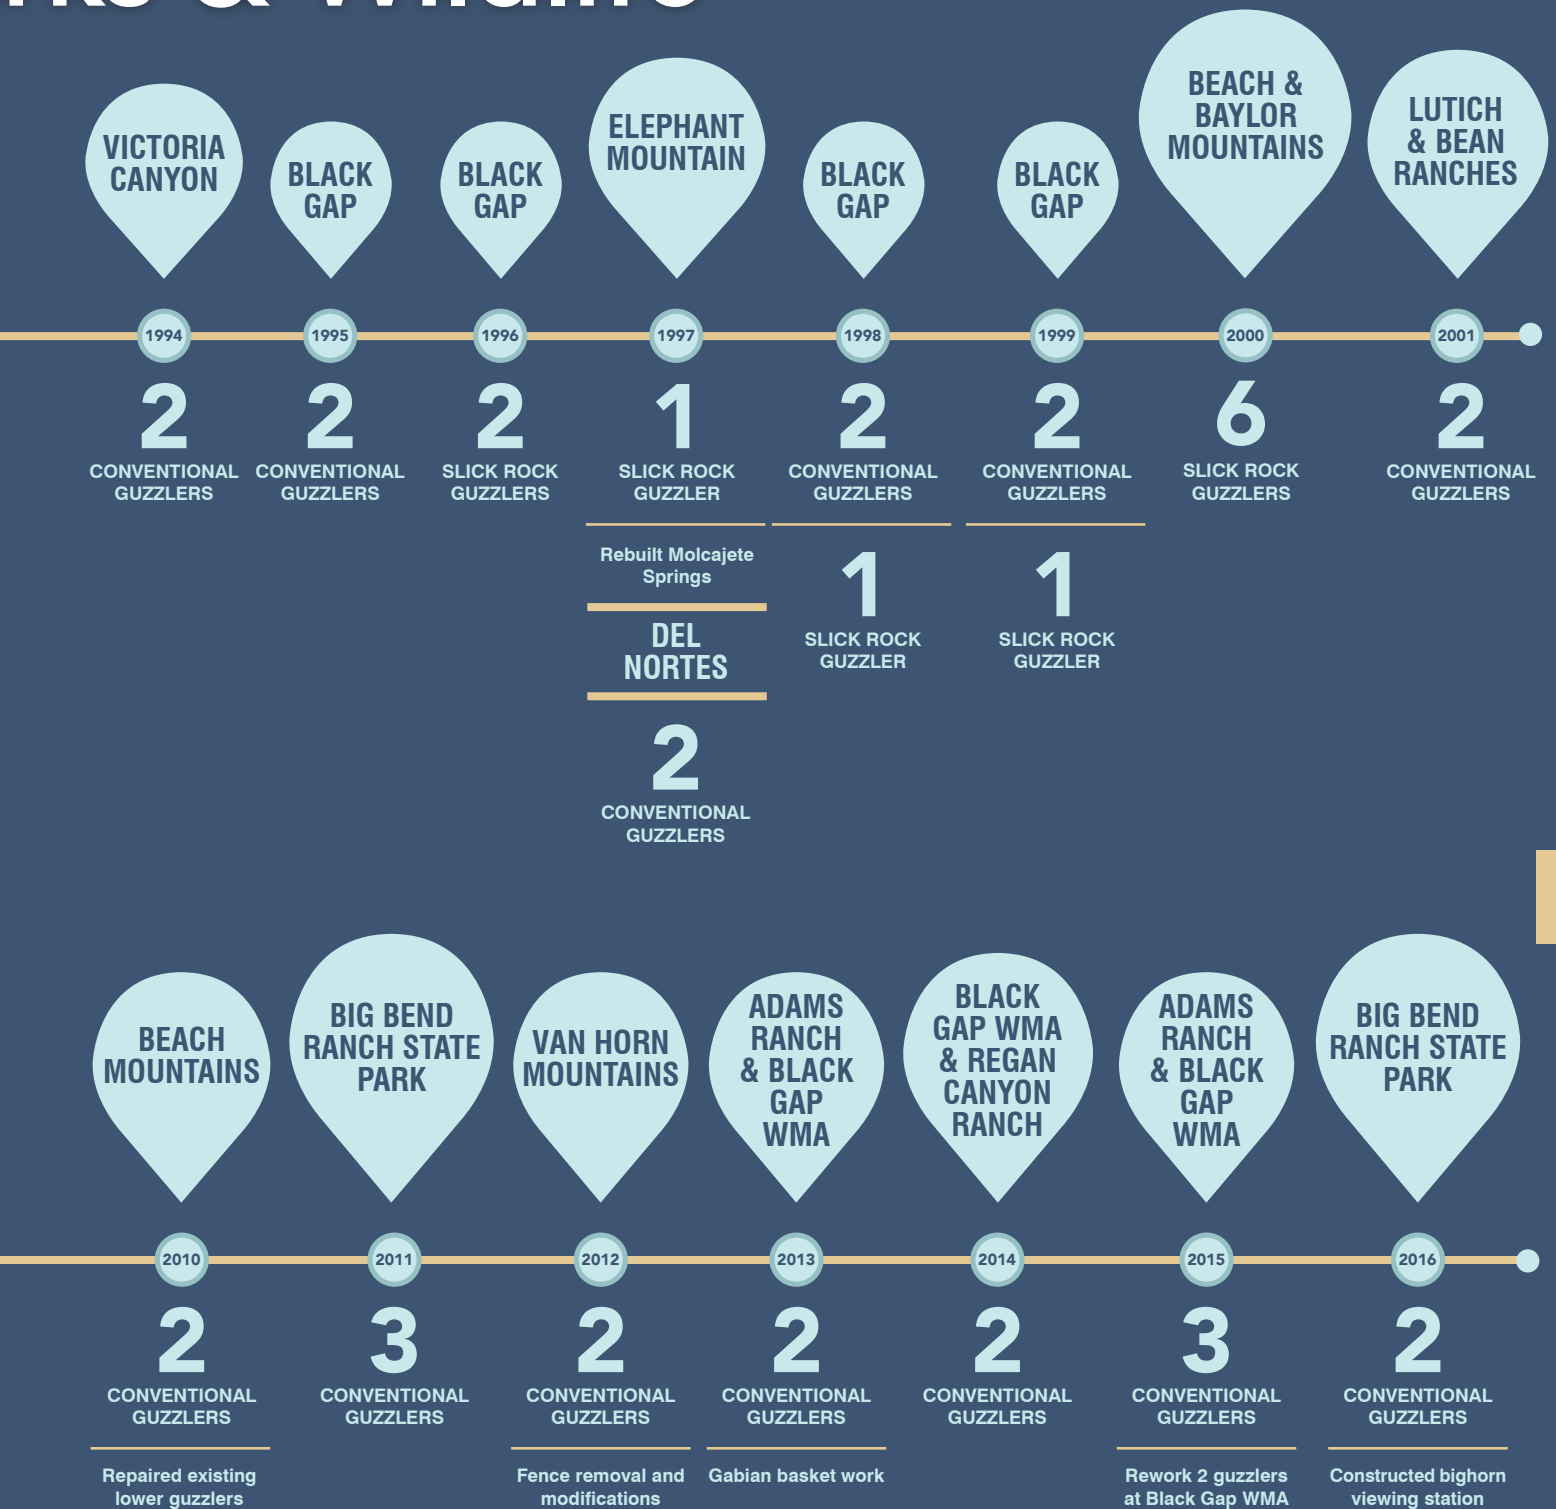 rks & Wildlife
VICTORIA
CANYON
BLACK
GAP
BLACK
GAP
ELEPHANT
MOUNTAIN
BLACK
GAP
BLACK
GAP
BEACH &
BAYLOR
MOUNTAINS
LUTICH
& BEAN
RANCHES
1994
1995
1996
1997
1998
1999
2000
2001
2
CONVENTIONAL
GUZZLERS
2
CONVENTIONAL
GUZZLERS
2
SLICK ROCK
GUZZLERS
1
SLICK ROCK
GUZZLER
Rebuilt Molcajete
Springs
DEL
NORTES
2
CONVENTIONAL
GUZZLERS
2
CONVENTIONAL
GUZZLERS
1
SLICK ROCK
GUZZLER
2
CONVENTIONAL
GUZZLERS
1
SLICK ROCK
GUZZLER
6
SLICK ROCK
GUZZLERS
2
CONVENTIONAL
GUZZLERS
BEACH
MOUNTAINS
BIG BEND
RANCH STATE
PARK
VAN HORN
MOUNTAINS
ADAMS
RANCH
& BLACK
GAP
WMA
BLACK
GAP WMA
& REGAN
CANYON
RANCH
ADAMS
RANCH
& BLACK
GAP
WMA
BIG BEND
RANCH STATE
PARK
2010
2011
2012
2013
2014
2015
2016
2
CONVENTIONAL
GUZZLERS
Repaired existing
lower guzzlers
3
CONVENTIONAL
GUZZLERS
2
CONVENTIONAL
GUZZLERS
Fence removal and
modifications
2
CONVENTIONAL
GUZZLERS
Gabian basket work
2
CONVENTIONAL
GUZZLERS
3
CONVENTIONAL
GUZZLERS
Rework 2 guzzlers
at Black Gap WMA
2
CONVENTIONAL
GUZZLERS
Constructed bighorn
viewing station